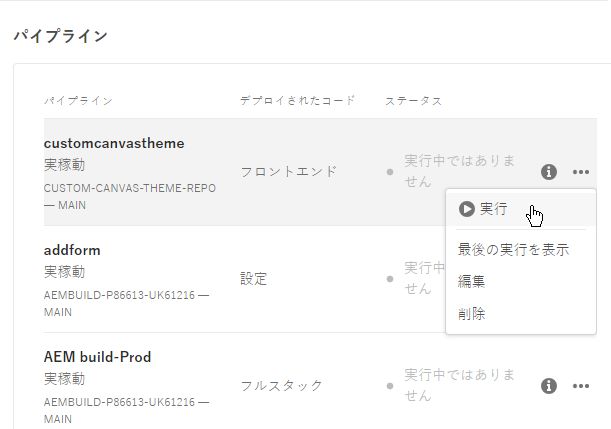 パイプライン
パイプライン デプロイされたコード ステータス
customcanvastheme
実稼動
CUSTOM-CANVAS-THEME-REPO
— MAIN
フロントエンド
実行中ではありま
せん
実行
最後の実行を表示
編集
削除
addform
実稼動
AEMBUILD-P86613-UK61216 —
MAIN
設定
実行中
せん
AEM build-Prod
実稼動
AEMBUILD-P86613-UK61216 —
MAIN
フルスタック
実行中ではありま
せん